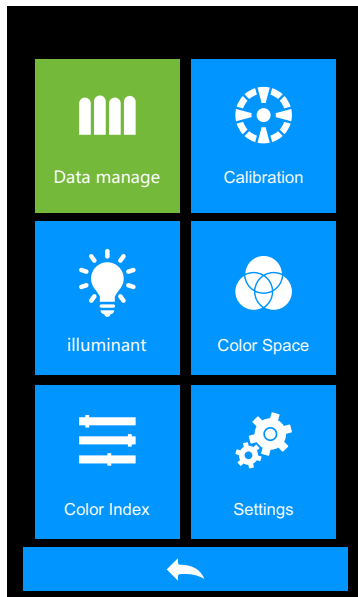 Data manage
Calibration
illuminant
Color Space
Color Index
Settings